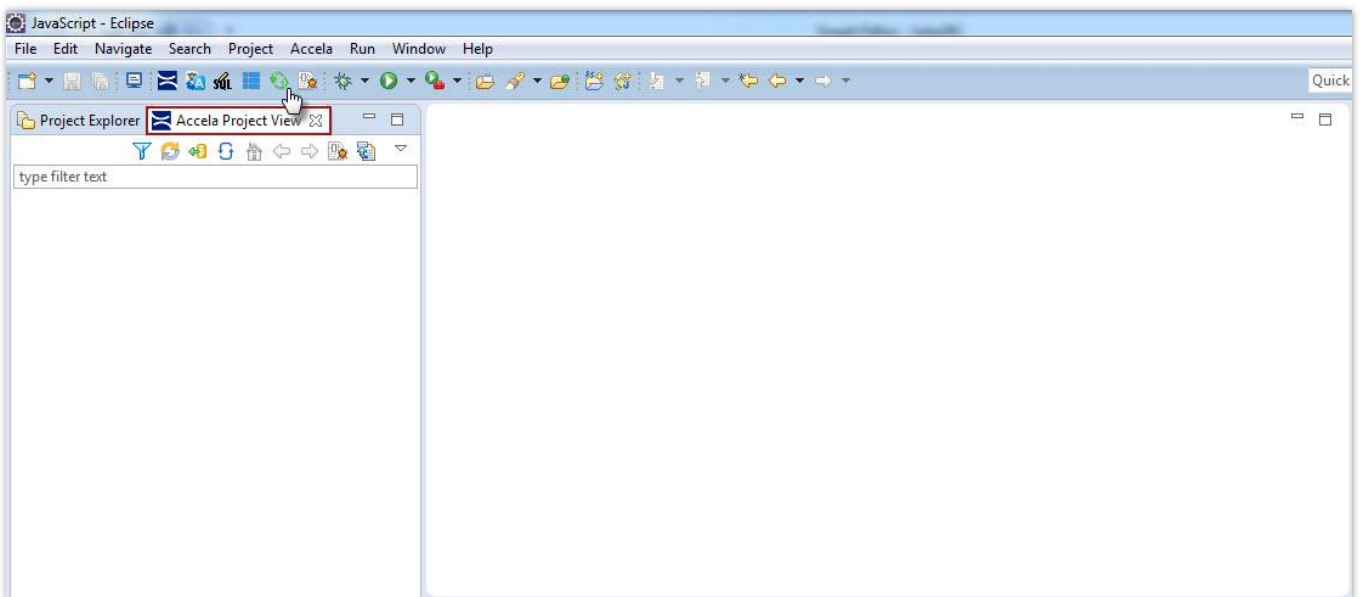 JavaScript - Eclipse
File Edit Navigate Search Project Accela Run Window Help
SQL
Quick
Project Explorer Accela Project View
type filter text